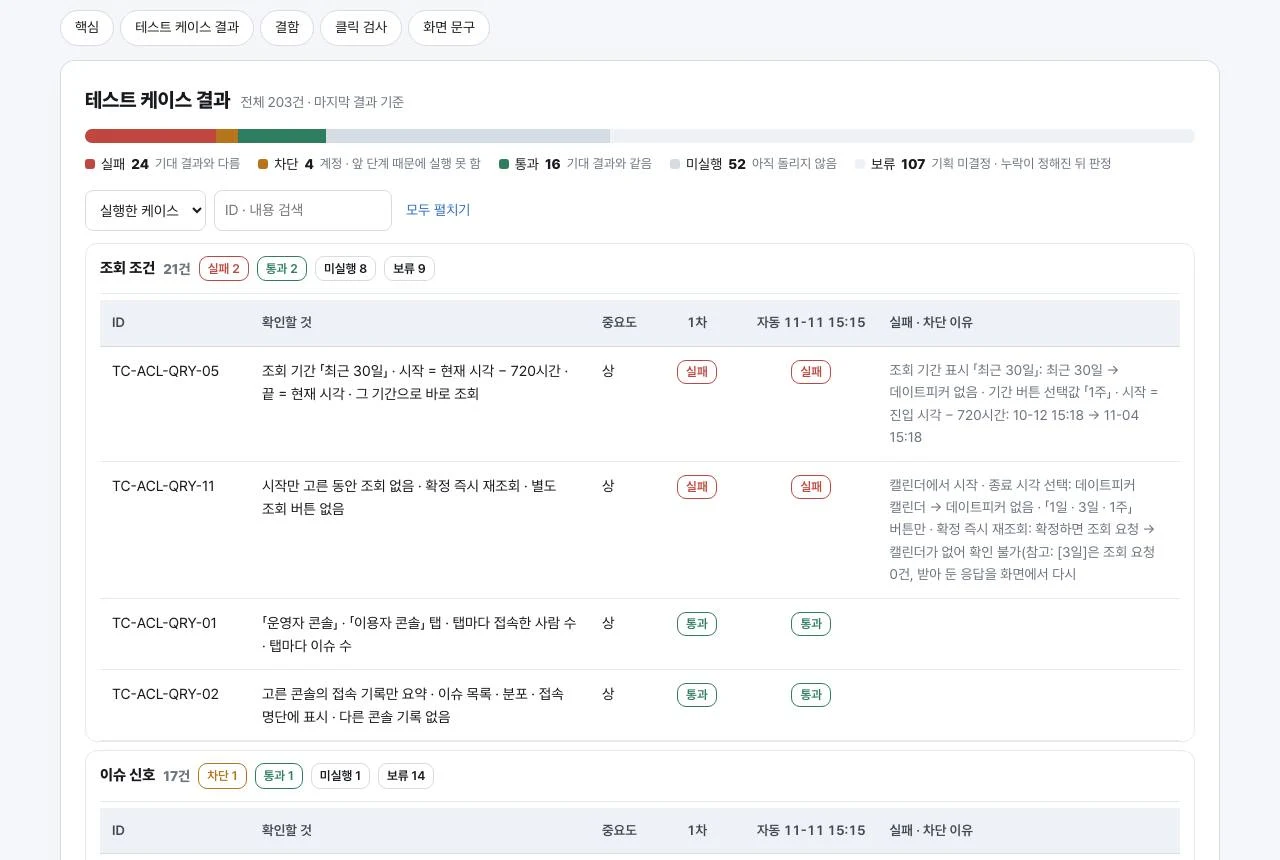 핵심 테스트 케이스 결과 결함 클릭 검사 화면 문구
테스트 케이스 결과 전체 203건 · 마지막 결과 기준
실패 24 기대 결과와 다름 차단 4 계정 · 앞 단계 때문에 실행 못 함 통과 16 기대 결과와 같음 미실행 52 아직 돌리지 않음 보류 107 기획 미결정 · 누락이 정해진 뒤 판정
실행한 케이스 ID · 내용 검색 모두 펼치기
조회 조건 21건 실패 2 통과 2 미실행 8 보류 9
ID 확인할 것 중요도 1차 자동 11-11 15:15 실패 · 차단 이유
TC-ACL-QRY-05 조회 기간 「최근 30일」 · 시작 = 현재 시각 − 720시간 · 상 실패 실패 조회 기간 표시 「최근 30일」: 최근 30일 →
끝 = 현재 시각 · 그 기간으로 바로 조회 데이트피커 없음 · 기간 버튼 선택값 「1주」 · 시작 =
진입 시각 − 720시간: 10-12 15:18 → 11-04
15:18
TC-ACL-QRY-11 시작만 고른 동안 조회 없음 · 확정 즉시 재조회 · 별도 상 실패 실패 캘린더에서 시작 · 종료 시각 선택: 데이트피커
조회 버튼 없음 캘린더 → 데이트피커 없음 · 「1일 · 3일 · 1주」
버튼만 · 확정 즉시 재조회: 확정하면 조회 요청 →
캘린더가 없어 확인 불가(참고: [3일]은 조회 요청
0건, 받아 둔 응답을 화면에서 다시
TC-ACL-QRY-01 「운영자 콘솔」 · 「이용자 콘솔」 탭 · 탭마다 접속한 사람 수 상 통과 통과
· 탭마다 이슈 수
TC-ACL-QRY-02 고른 콘솔의 접속 기록만 요약 · 이슈 목록 · 분포 · 접속 상 통과 통과
명단에 표시 · 다른 콘솔 기록 없음
이슈 신호 17건 차단 1 통과 1 미실행 1 보류 14
ID 확인할 것 중요도 1차 자동 11-11 15:15 실패 · 차단 이유